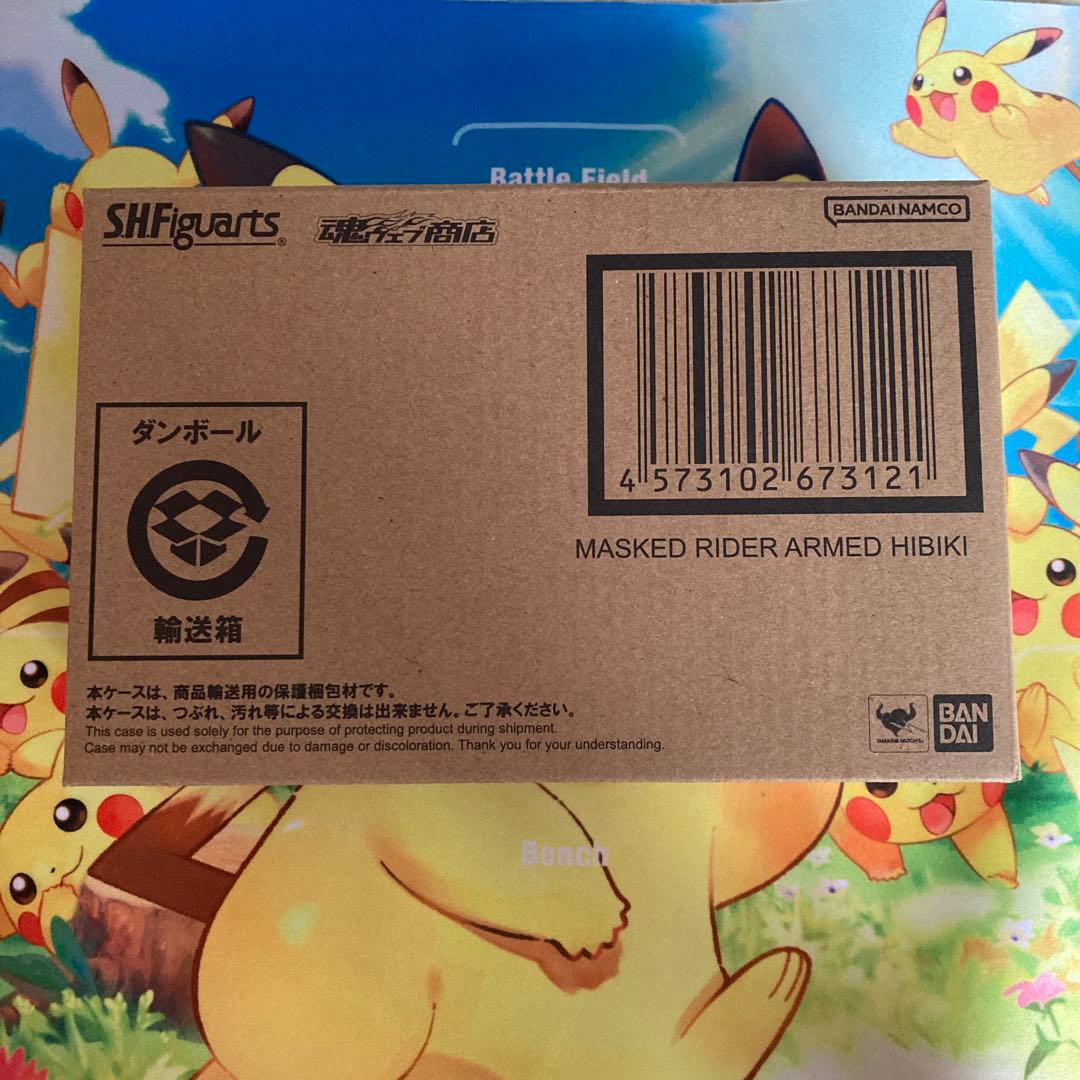 Battle Field
S.H.Figuarts®
魂ウェブ商店
BANDAI NAMCO
4 573102 673121
MASKED RIDER ARMED HIBIKI
ダンボール
輸送箱
本ケースは、商品輸送用の保護梱包材です。
本ケースは、つぶれ、汚れ等による交換は出来ません。ご了承ください。
This case is used solely for the purpose of protecting product during shipment.
Case may not be exchanged due to damage or discoloration. Thank you for your understanding.
TAMASHII NATIONS
BAN
DAI
Bench